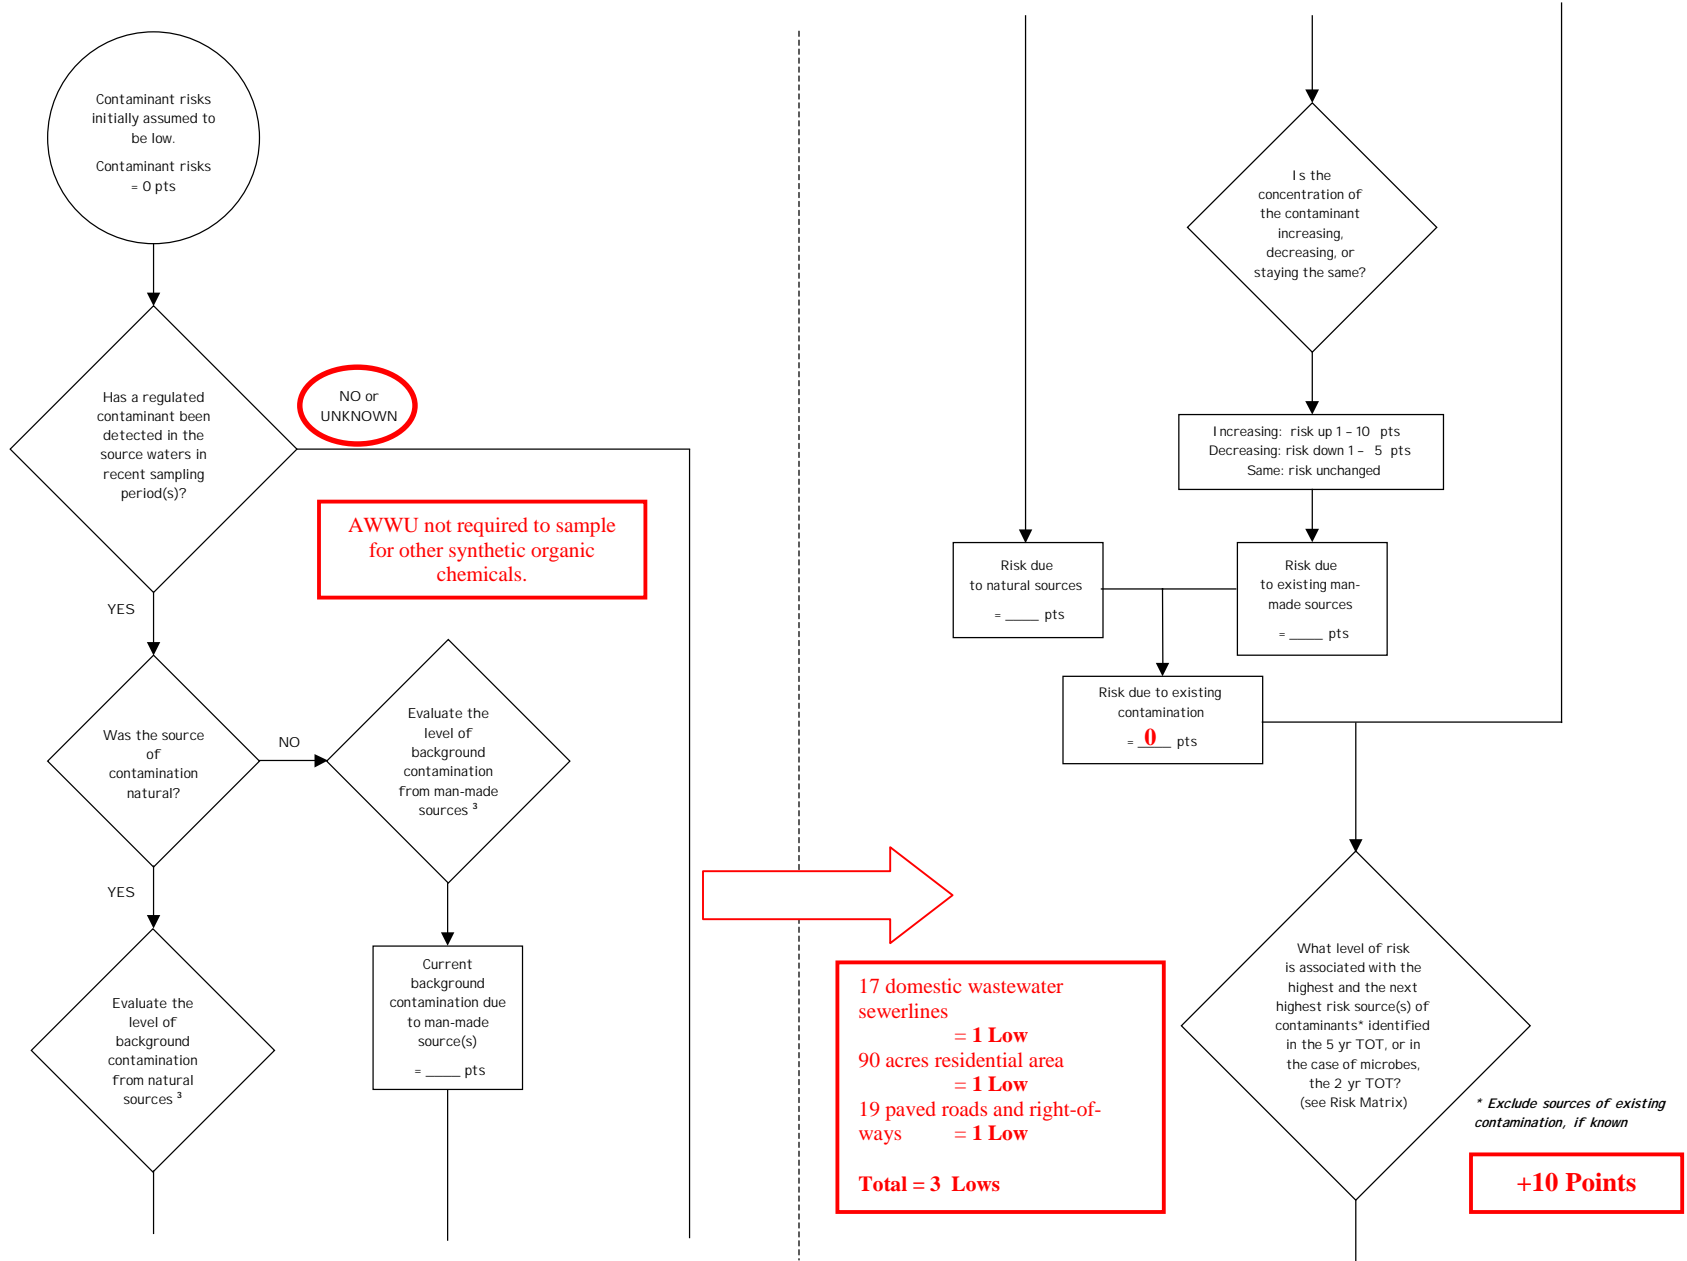 Contaminant risks
initially assumed to
be low.
Contaminant risks
= 0 pts
Has a regulated
contaminant been
detected in the
source waters in
recent sampling
period(s)?
NO or
UNKNOWN
AWWU not required to sample
for other synthetic organic
chemicals.
YES
Was the source
of
contamination
natural?
NO
Evaluate the
level of
background
contamination
from man-made
sources ³
YES
Evaluate the
level of
background
contamination
from natural
sources ³
Current
background
contamination due
to man-made
source(s)
= _____ pts
Is the
concentration of
the contaminant
increasing,
decreasing, or
staying the same?
Increasing: risk up 1 – 10 pts
Decreasing: risk down 1 – 5 pts
Same: risk unchanged
Risk due
to natural sources
= _____ pts
Risk due
to existing man-
made sources
= _____ pts
Risk due to existing
contamination
= 0 pts
17 domestic wastewater
sewerlines
= 1 Low
90 acres residential area
= 1 Low
19 paved roads and right-of-
ways = 1 Low
Total = 3 Lows
What level of risk
is associated with the
highest and the next
highest risk source(s) of
contaminants* identified
in the 5 yr TOT, or in
the case of microbes,
the 2 yr TOT?
(see Risk Matrix)
* Exclude sources of existing
contamination, if known
+10 Points